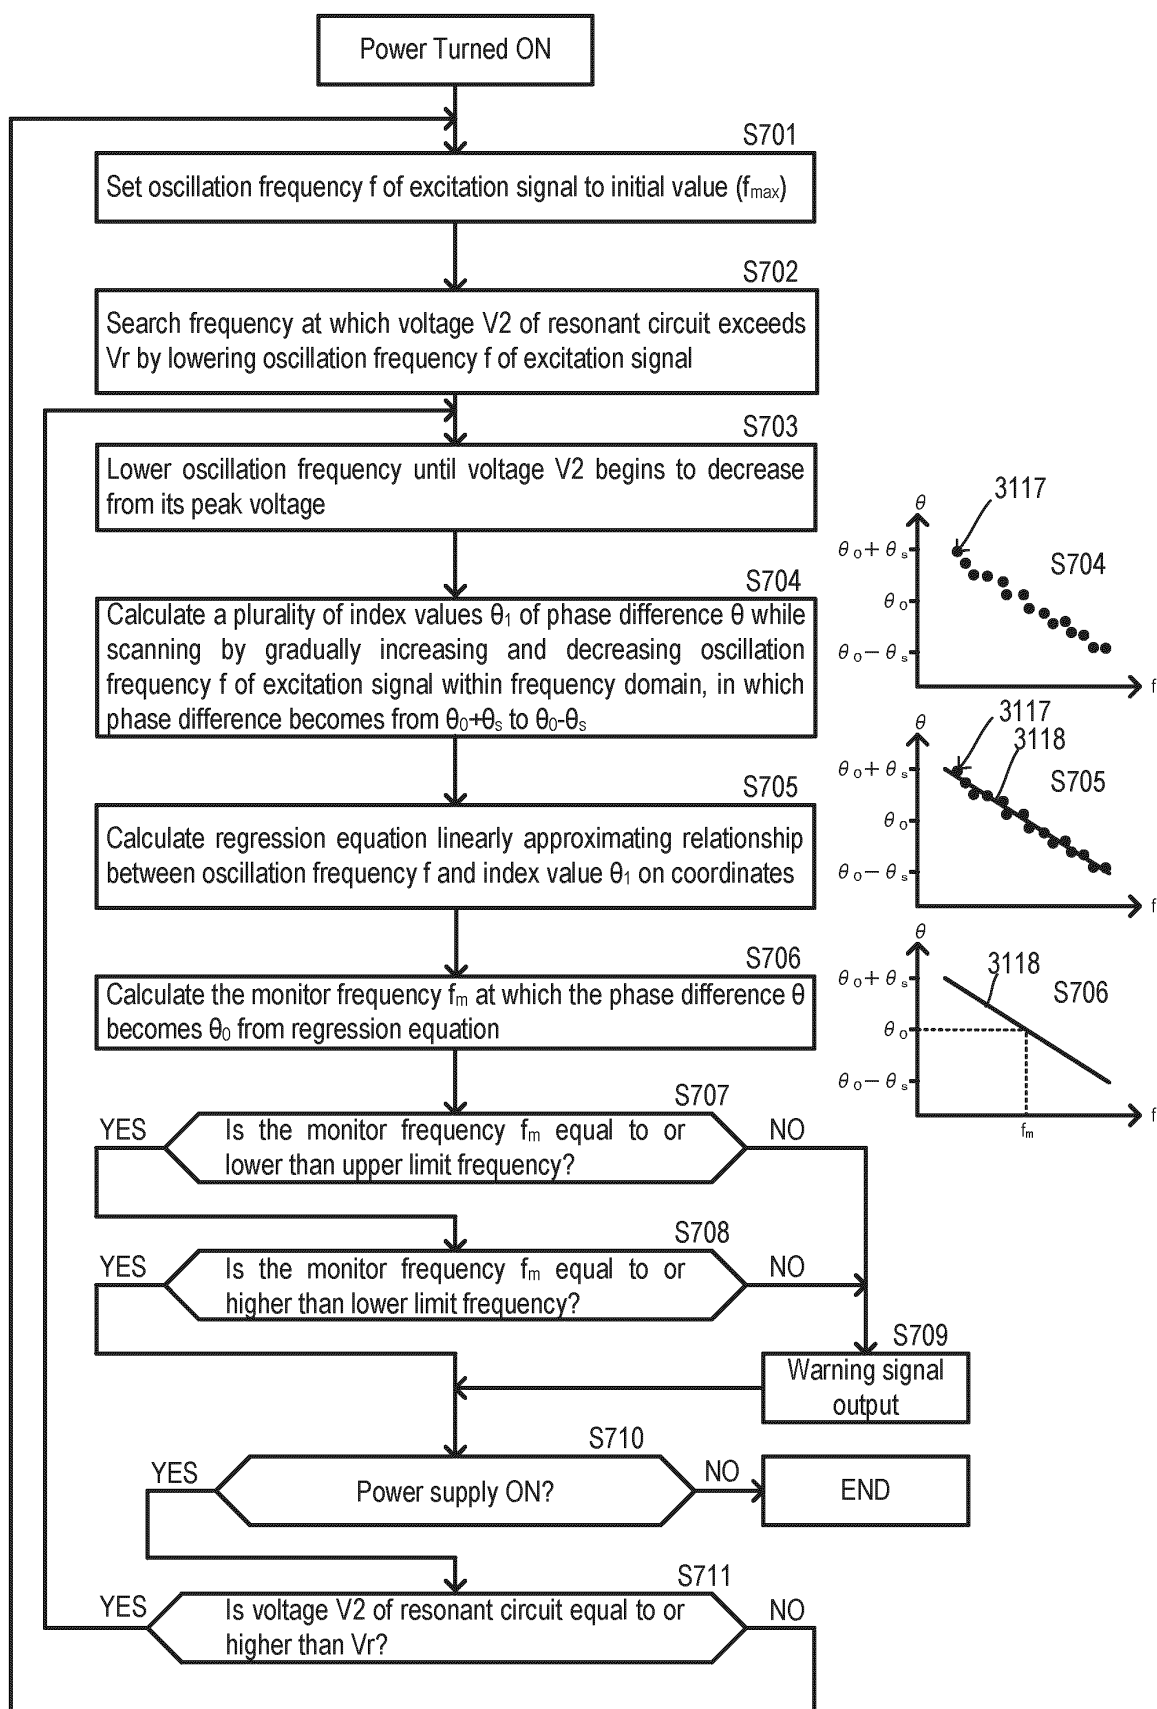 Power Turned ON
S701
Set oscillation frequency f of excitation signal to initial value (fmax)
S702
Search frequency at which voltage V2 of resonant circuit exceeds
Vr by lowering oscillation frequency f of excitation signal
S703
Lower oscillation frequency until voltage V2 begins to decrease
from its peak voltage
S704
Calculate a plurality of index values θ1 of phase difference θ while
scanning by gradually increasing and decreasing oscillation
frequency f of excitation signal within frequency domain, in which
phase difference becomes from θ0+θs to θ0-θs
θ
3117
θ0+θs
S704
θ0
θ0−θs
f
S705
Calculate regression equation linearly approximating relationship
between oscillation frequency f and index value θ1 on coordinates
θ
3117
3118
θ0+θs
S705
θ0
θ0−θs
f
S706
Calculate the monitor frequency fm at which the phase difference θ
becomes θ0 from regression equation
θ
3118
θ0+θs
S706
θ0
θ0−θs
f
fm
S707
YES
Is the monitor frequency fm equal to or
lower than upper limit frequency?
NO
S708
YES
Is the monitor frequency fm equal to or
higher than lower limit frequency?
NO
S709
Warning signal
output
S710
YES
Power supply ON?
NO
END
S711
YES
Is voltage V2 of resonant circuit equal to or
higher than Vr?
NO